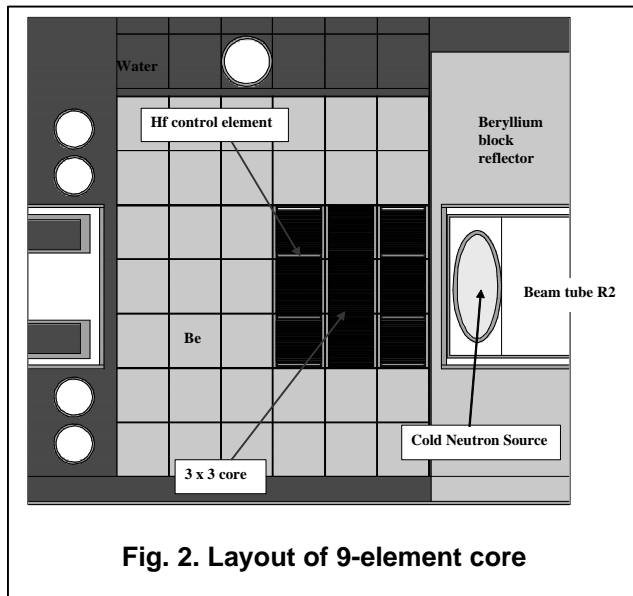 Water
Hf control element
Beryllium
block
reflector
Beam tube R2
Be
Cold Neutron Source
3 x 3 core
Fig. 2. Layout of 9-element core